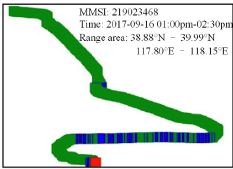 MMSI: 219023468
Time: 2017-09-16 01:00pm-02:30pm
Range area: 38.88°N － 39.99°N
117.80°E － 118.15°E